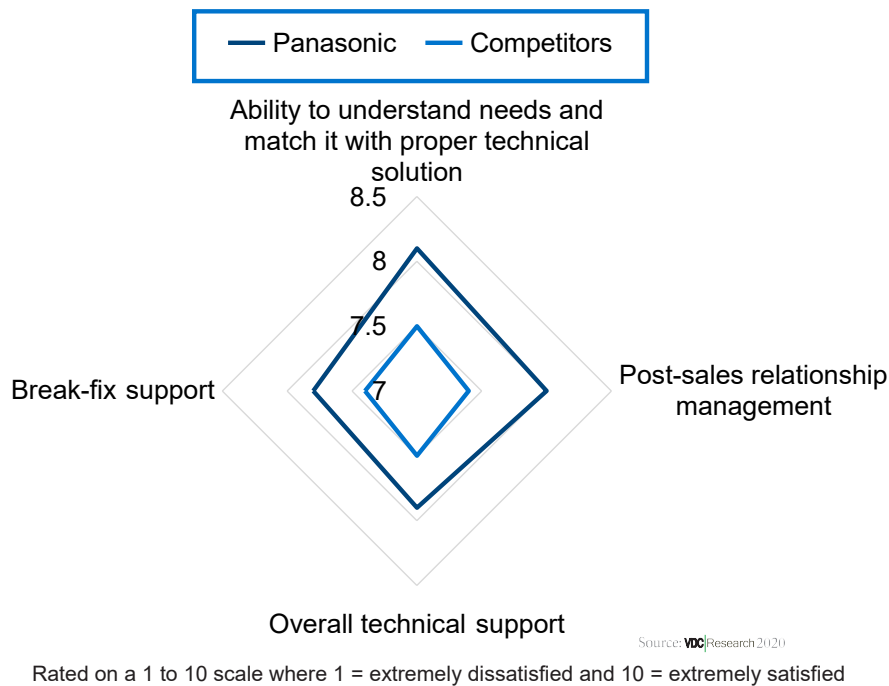 Panasonic Competitors
Ability to understand needs and
match it with proper technical
solution
8.5
8
7.5
7
Break-fix support
Post-sales relationship
management
Overall technical support
Source: VDC Research 2020
Rated on a 1 to 10 scale where 1 = extremely dissatisfied and 10 = extremely satisfied